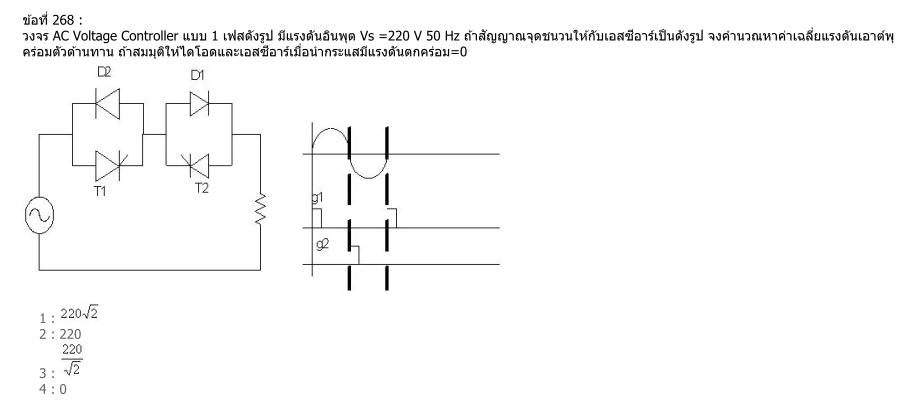 ข้อที่ 268 :
วงจร AC Voltage Controller แบบ 1 เฟสดังรูป มีแรงดันอินพุต Vs =220 V 50 Hz ถ้าสัญญาณจุดชนวนให้กับเอสซีอาร์เป็นดังรูป จงคำนวณหาค่าเฉลี่ยแรงดันเอาต์พุ
คร่อมตัวต้านทาน ถ้าสมมุติให้ไดโอดและเอสซีอาร์เมื่อนำกระแสมีแรงดันตกคร่อม=0
D2 D1
T1 T2
g1
g2
1 : 220√2
2 : 220
3 : 220/√2
4 : 0